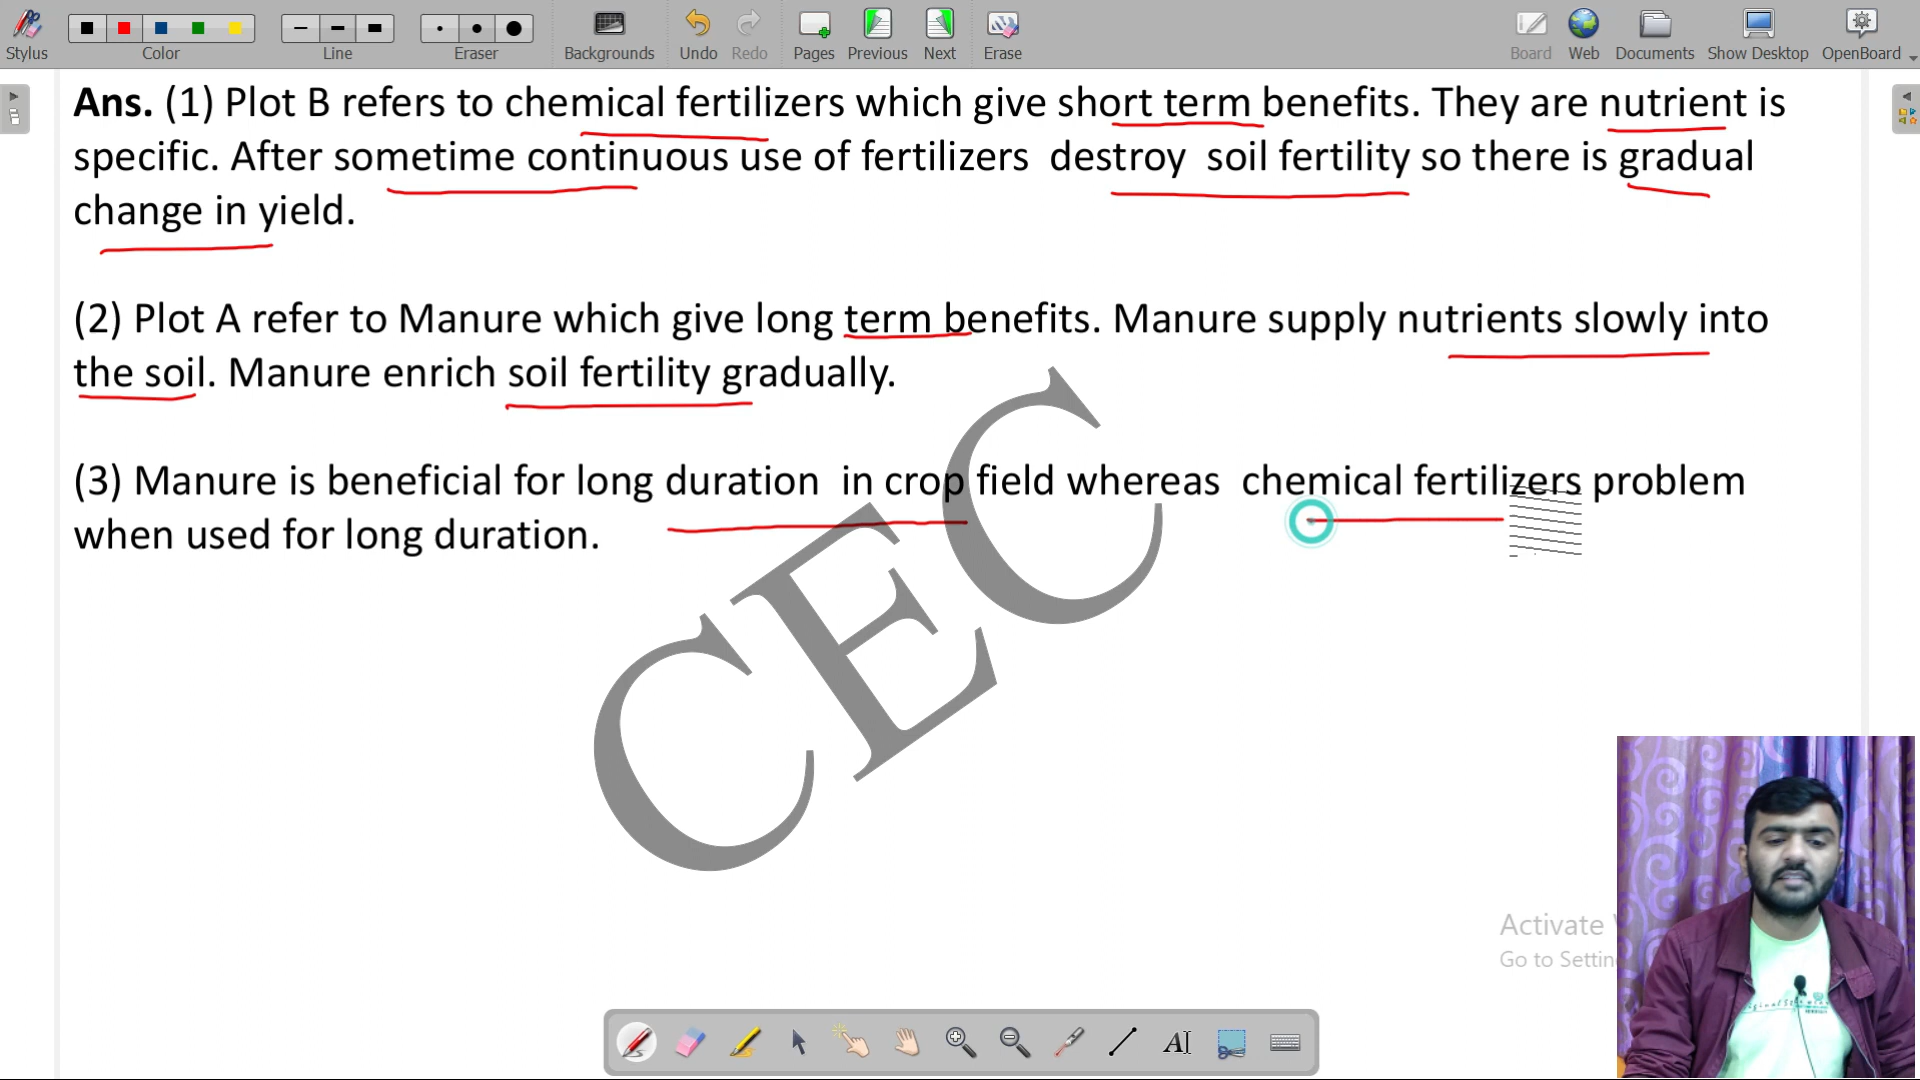 Stylus Color Line Eraser Backgrounds Undo Redo Pages Previous Next Erase Board Web Documents Show Desktop OpenBoard
Ans. (1) Plot B refers to chemical fertilizers which give short term benefits. They are nutrient is
specific. After sometime continuous use of fertilizers destroy soil fertility so there is gradual
change in yield.
(2) Plot A refer to Manure which give long term benefits. Manure supply nutrients slowly into
the soil. Manure enrich soil fertility gradually.
(3) Manure is beneficial for long duration in crop field whereas chemical fertilizers problem
when used for long duration.
CEC
Activate
Go to Settin